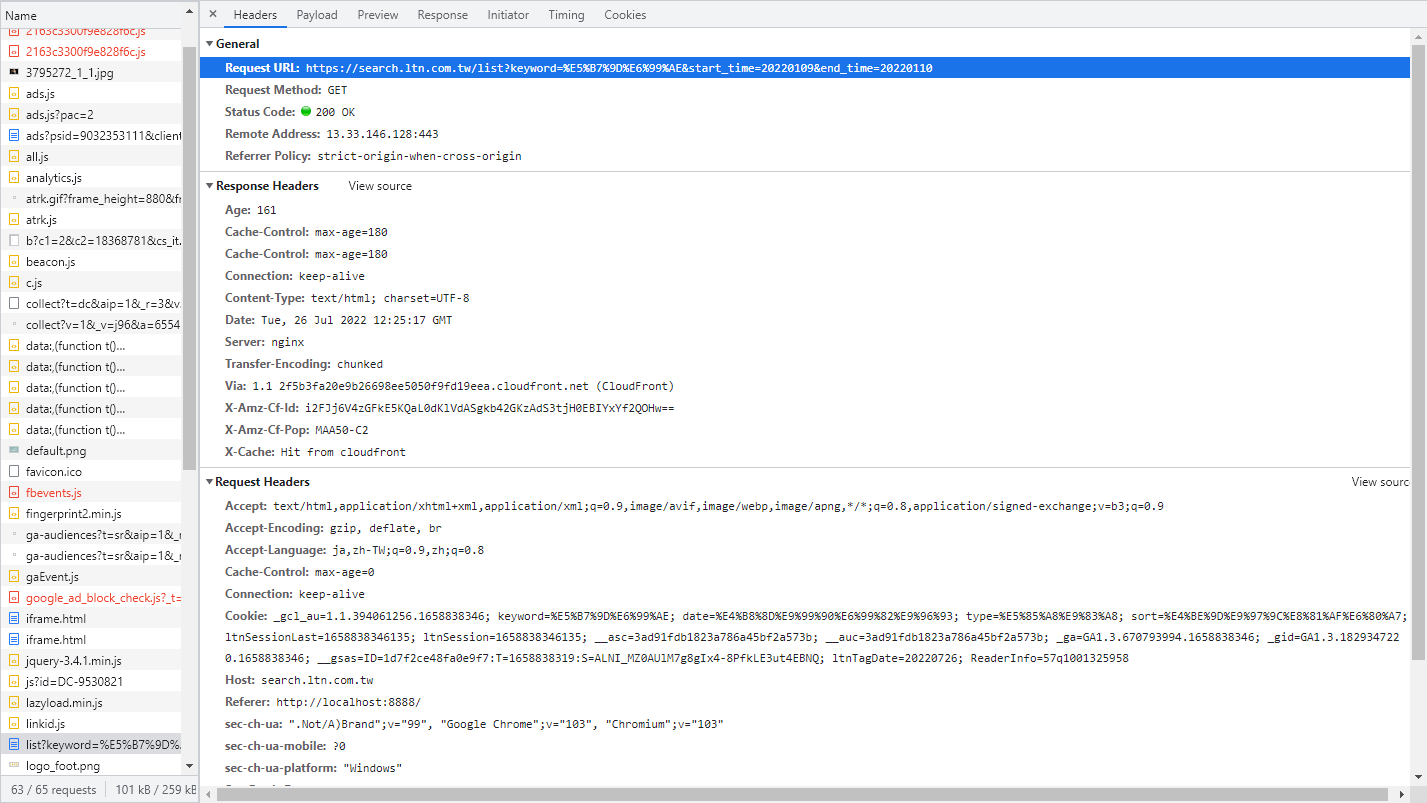 Name
2163c3300f9e828f6c.js
2163c3300f9e828f6c.js
3795272_1_1.jpg
ads.js
ads.js?pac=2
ads?psid=9032353111&client
all.js
analytics.js
atrk.gif?frame_height=880&fr
atrk.js
b?c1=2&c2=18368781&cs_it.
beacon.js
c.js
collect?t=dc&aip=1&_r=3&v.
collect?v=1&_v=j96&a=6554
data:,(function t()...
data:,(function t()...
data:,(function t()...
data:,(function t()...
data:,(function t()...
default.png
favicon.ico
fbevents.js
fingerprint2.min.js
ga-audiences?t=sr&aip=1&_r
ga-audiences?t=sr&aip=1&_r
gaEvent.js
google_ad_block_check.js?_t=
iframe.html
iframe.html
jquery-3.4.1.min.js
js?id=DC-9530821
lazyload.min.js
linkid.js
list?keyword=%E5%B7%9D%.
logo_foot.png
63 / 65 requests 101 kB / 259 kB
× Headers Payload Preview Response Initiator Timing Cookies
General
Request URL: https://search.ltn.com.tw/list?keyword=%E5%B7%9D%E6%99%AE&start_time=20220109&end_time=20220110
Request Method: GET
Status Code: 200 OK
Remote Address: 13.33.146.128:443
Referrer Policy: strict-origin-when-cross-origin
Response Headers View source
Age: 161
Cache-Control: max-age=180
Cache-Control: max-age=180
Connection: keep-alive
Content-Type: text/html; charset=UTF-8
Date: Tue, 26 Jul 2022 12:25:17 GMT
Server: nginx
Transfer-Encoding: chunked
Via: 1.1 2f5b3fa20e9b26698ee5050f9fd19eea.cloudfront.net (CloudFront)
X-Amz-Cf-Id: i2FJj6V4zGFkE5KQaL0dKlVdASgkb42GKzAdS3tjH0EBIYxYf2QOHw==
X-Amz-Cf-Pop: MAA50-C2
X-Cache: Hit from cloudfront
Request Headers View sourc
Accept: text/html,application/xhtml+xml,application/xml;q=0.9,image/avif,image/webp,image/apng,*/*;q=0.8,application/signed-exchange;v=b3;q=0.9
Accept-Encoding: gzip, deflate, br
Accept-Language: ja,zh-TW;q=0.9,zh;q=0.8
Cache-Control: max-age=0
Connection: keep-alive
Cookie: _gcl_au=1.1.394061256.1658838346; keyword=%E5%B7%9D%E6%99%AE; date=%E4%B8%8D%E9%99%90%E6%99%82%E9%96%93; type=%E5%85%A8%E9%83%A8; sort=%E4%BE%9D%E9%97%9C%E8%81%AF%E6%80%A7;
ltnSessionLast=1658838346135; ltnSession=1658838346135; __asc=3ad91fdb1823a786a45bf2a573b; __auc=3ad91fdb1823a786a45bf2a573b; _ga=GA1.3.670793994.1658838346; _gid=GA1.3.182934722
0.1658838346; __gsas=ID=1d7f2ce48fa0e9f7:T=1658838319:S=ALNI_MZ0AUlM7g8gIx4-8PfkLE3ut4EBNQ; ltnTagDate=20220726; ReaderInfo=57q1001325958
Host: search.ltn.com.tw
Referer: http://localhost:8888/
sec-ch-ua: ".Not/A)Brand";v="99", "Google Chrome";v="103", "Chromium";v="103"
sec-ch-ua-mobile: ?0
sec-ch-ua-platform: "Windows"